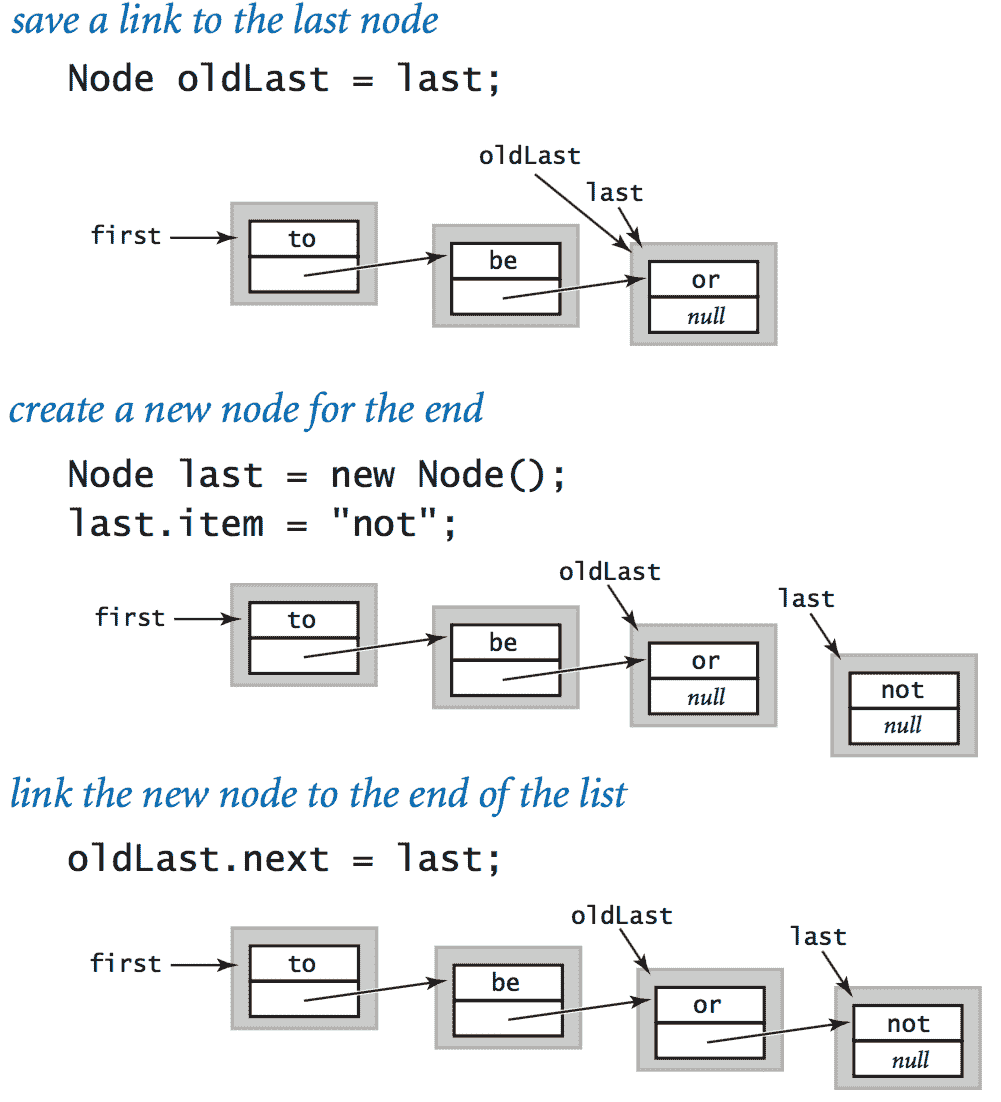 save a link to the last node
Node oldLast = last;
oldLast
last
first
to
be
or
null
create a new node for the end
Node last = new Node();
last.item = "not";
oldLast
last
first
to
be
or
null
not
null
link the new node to the end of the list
oldLast.next = last;
oldLast
last
first
to
be
or
not
null